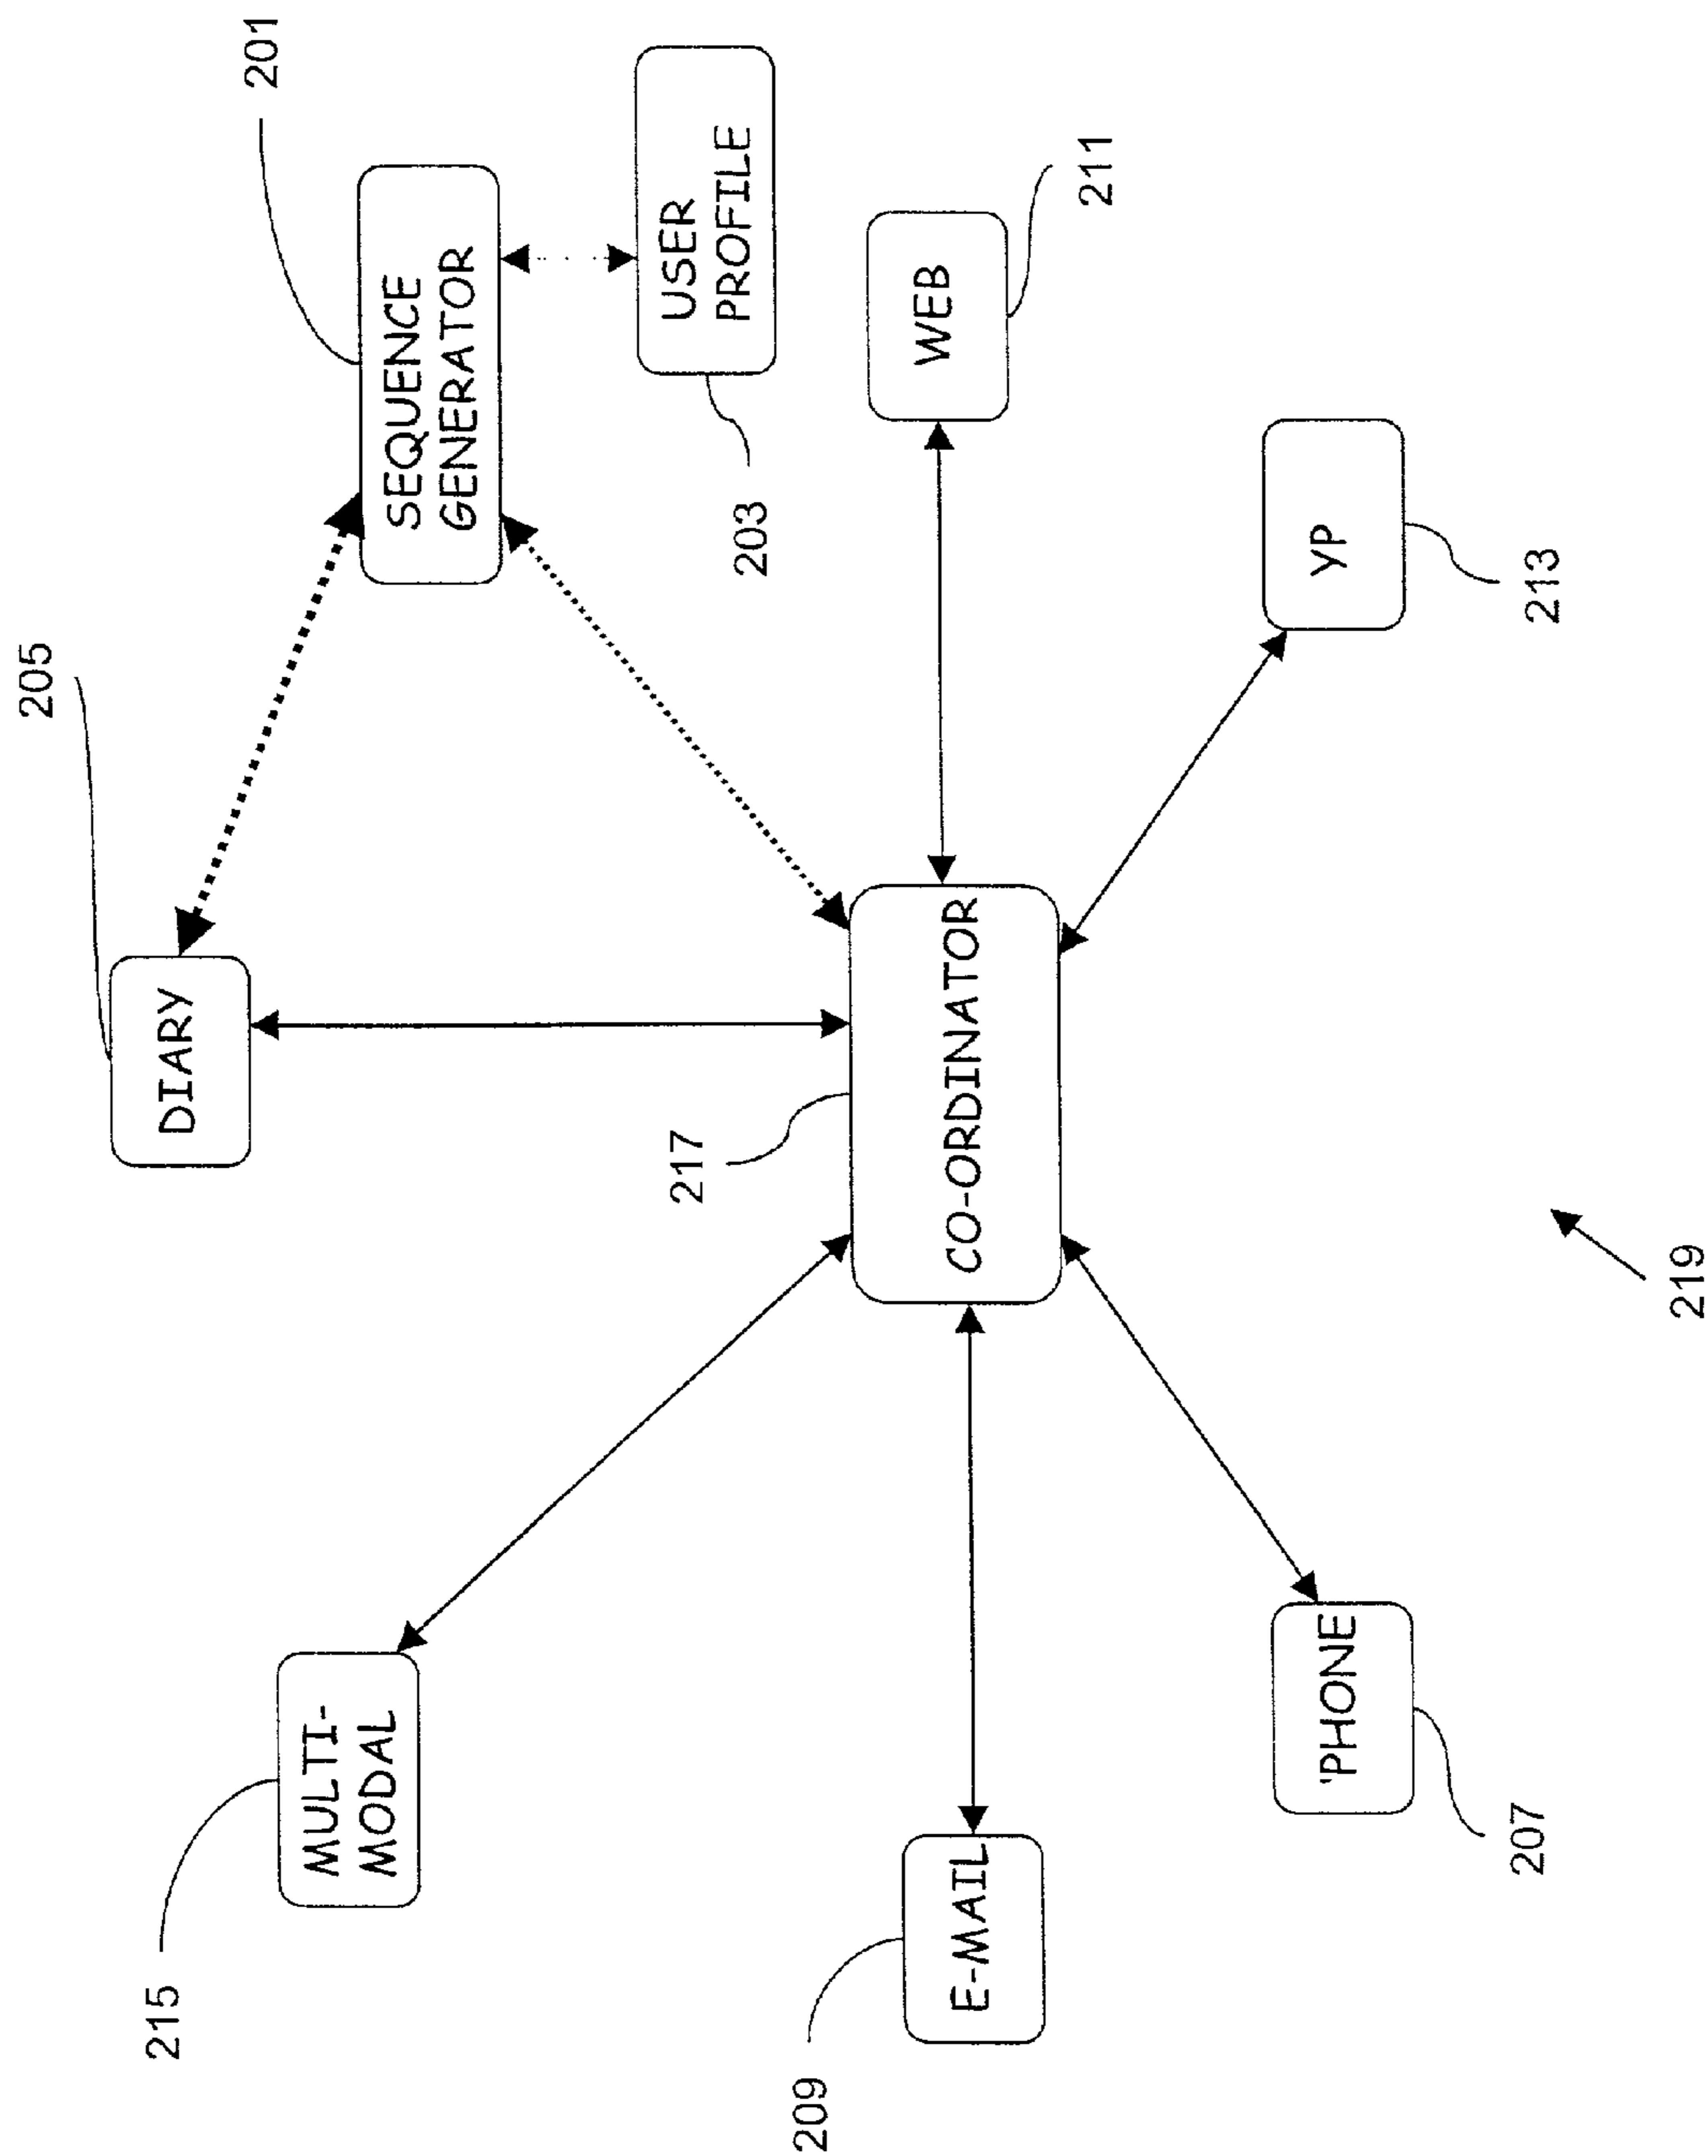 205
215
DIARY
201
MULTI-
MODAL
SEQUENCE
GENERATOR
217
USER
PROFILE
203
209
E-MAIL
CO-ORDINATOR
WEB
211
'PHONE
YP
207
213
219